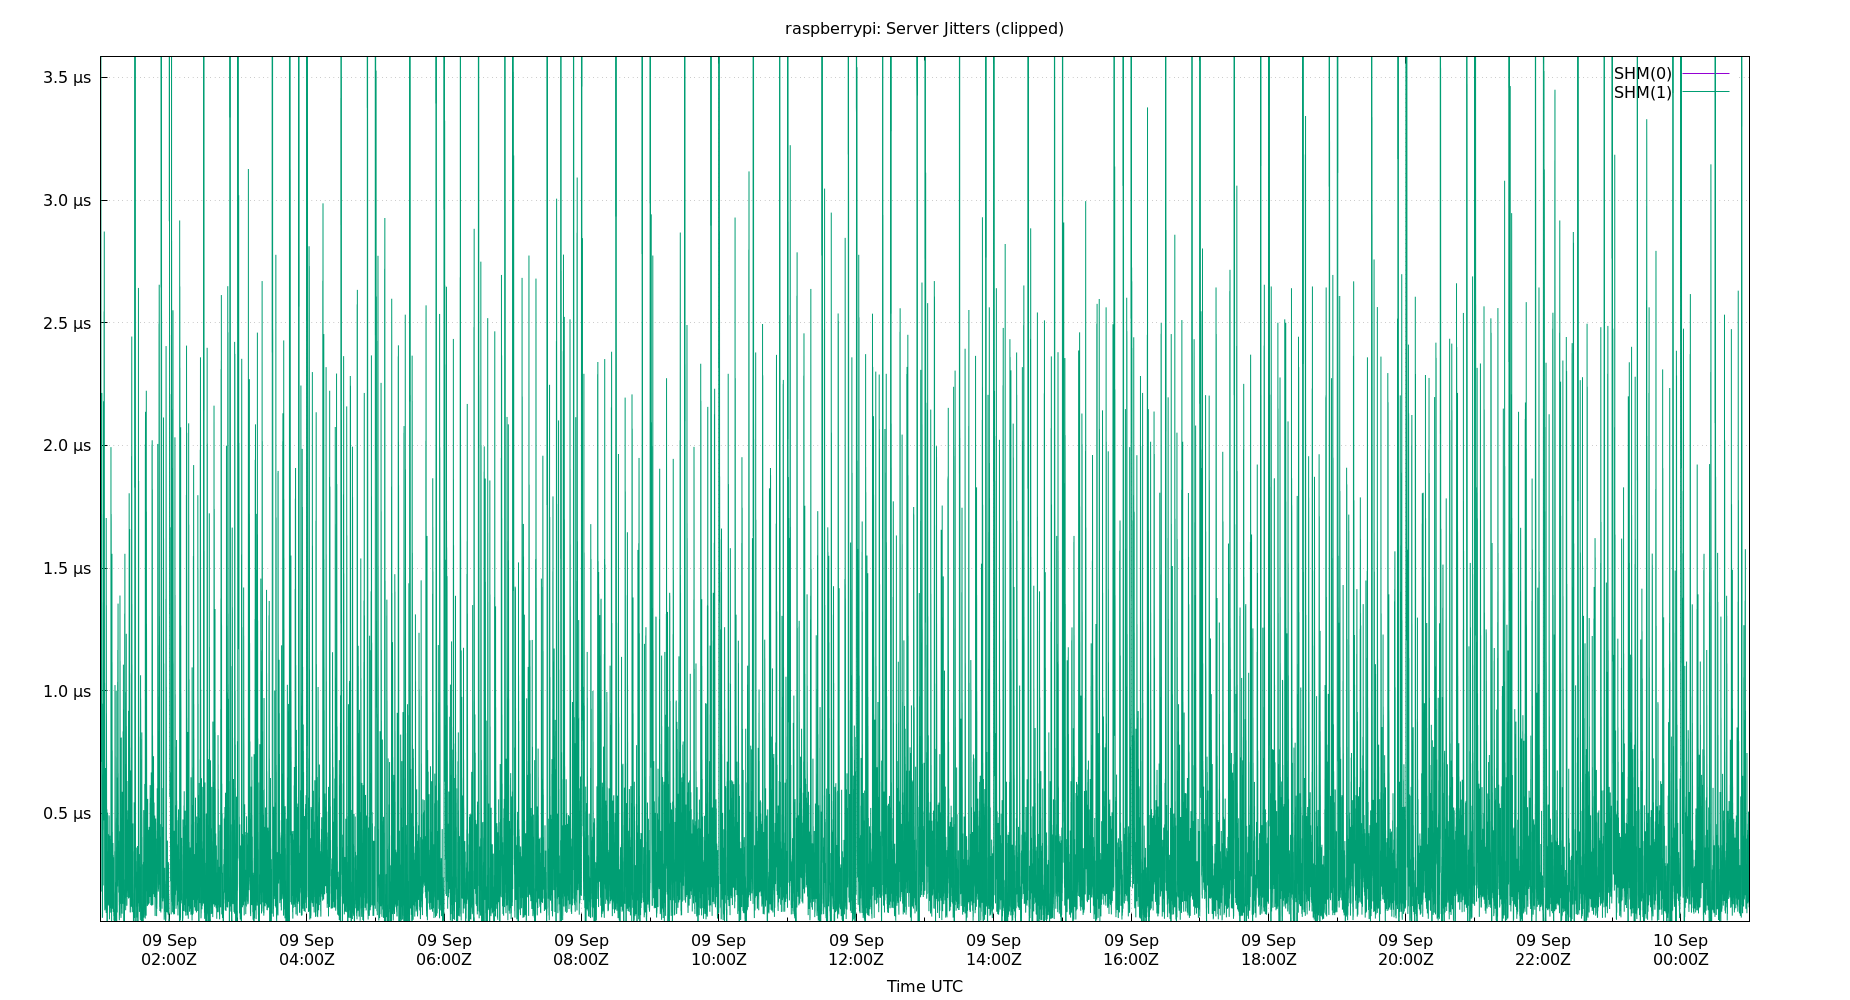 raspberrypi: Server Jitters (clipped)
3.5 µs
3.0 µs
2.5 µs
2.0 µs
1.5 µs
1.0 µs
0.5 µs
SHM(0)
SHM(1)
09 Sep 02:00Z
09 Sep 04:00Z
09 Sep 06:00Z
09 Sep 08:00Z
09 Sep 10:00Z
09 Sep 12:00Z
09 Sep 14:00Z
09 Sep 16:00Z
09 Sep 18:00Z
09 Sep 20:00Z
09 Sep 22:00Z
10 Sep 00:00Z
Time UTC